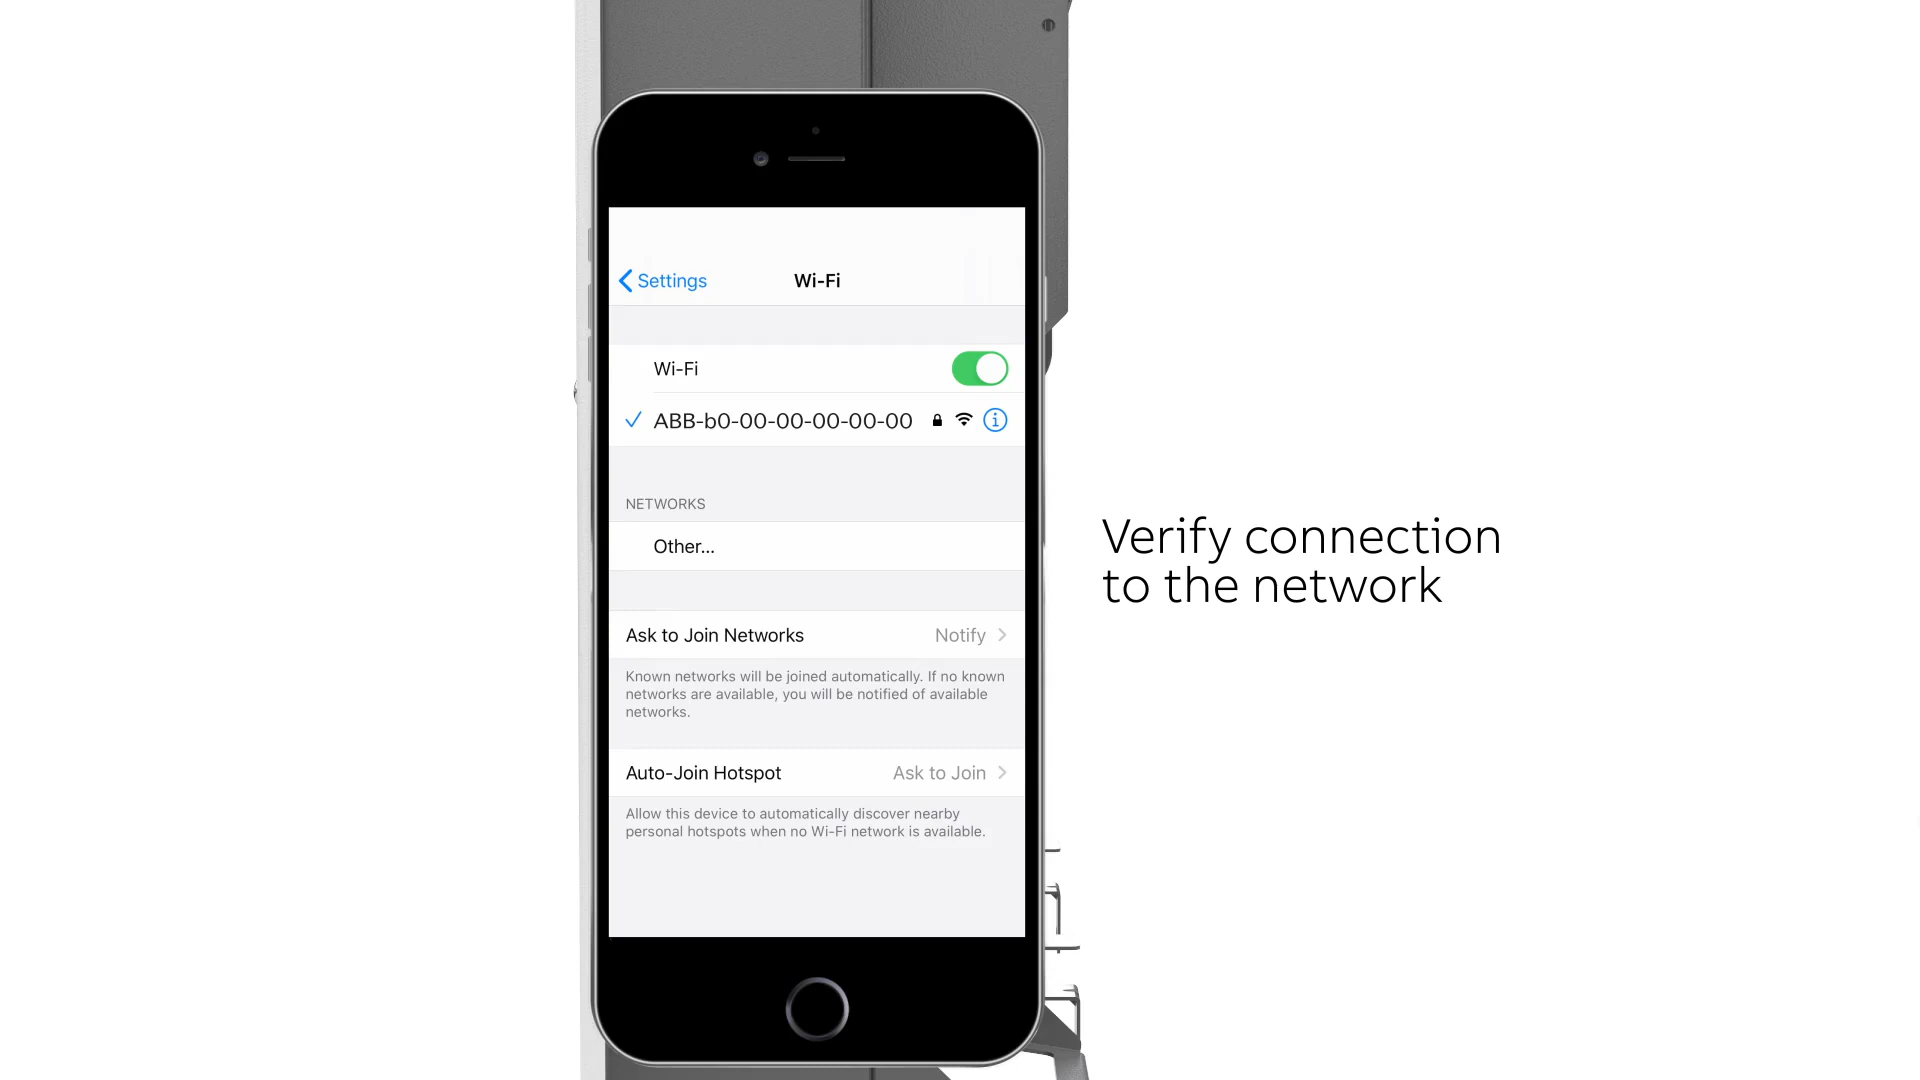 Settings
Wi-Fi
Wi-Fi
ABB-b0-00-00-00-00-00
NETWORKS
Other...
Ask to Join Networks
Notify
Known networks will be joined automatically. If no known
networks are available, you will be notified of available
networks.
Auto-Join Hotspot
Ask to Join
Allow this device to automatically discover nearby
personal hotspots when no Wi-Fi network is available.
Verify connection
to the network